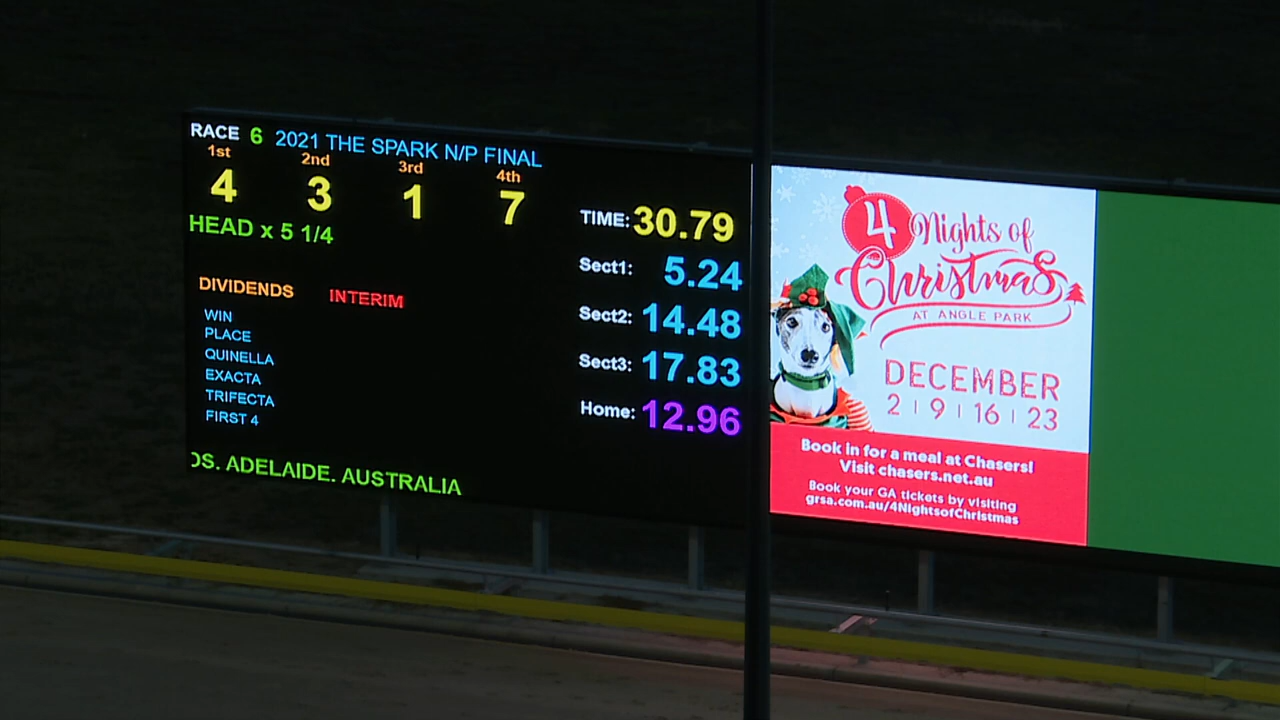 RACE 6 2021 THE SPARK N/P FINAL
1st 2nd 3rd 4th
4 3 1 7
HEAD x 5 1/4
DIVIDENDS INTERIM
WIN
PLACE
QUINELLA
EXACTA
TRIFECTA
FIRST 4
TIME: 30.79
Sect1: 5.24
Sect2: 14.48
Sect3: 17.83
Home: 12.96
ADELAIDE. AUSTRALIA
4 Nights of
Christmas
AT ANGLE PARK
DECEMBER
2 | 9 | 16 | 23
Book in for a meal at Chasers!
Visit chasers.net.au
Book your GA tickets by visiting
grsa.com.au/4NightsofChristmas